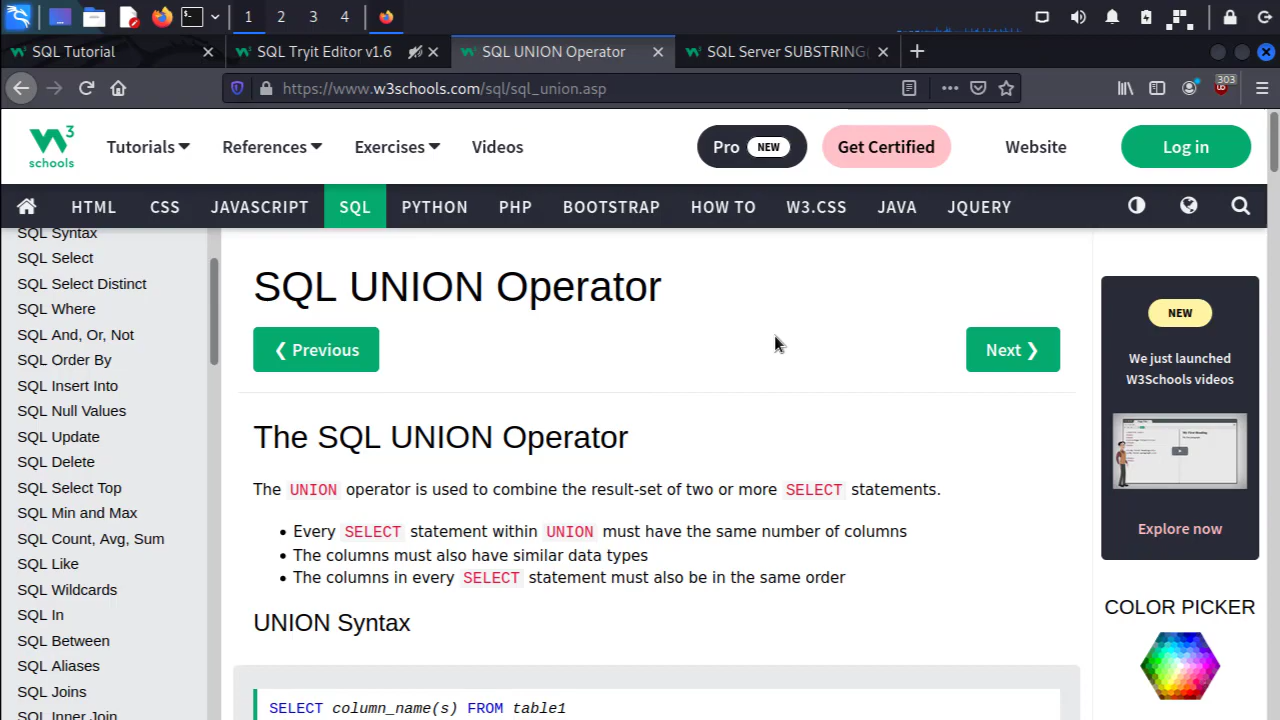 1 2 3 4
SQL Tutorial
SQL Tryit Editor v1.6
SQL UNION Operator
SQL Server SUBSTRING(
https://www.w3schools.com/sql/sql_union.asp
303
W3 schools
Tutorials
References
Exercises
Videos
Pro NEW
Get Certified
Website
Log in
HTML
CSS
JAVASCRIPT
SQL
PYTHON
PHP
BOOTSTRAP
HOW TO
W3.CSS
JAVA
JQUERY
SQL Syntax
SQL Select
SQL Select Distinct
SQL Where
SQL And, Or, Not
SQL Order By
SQL Insert Into
SQL Null Values
SQL Update
SQL Delete
SQL Select Top
SQL Min and Max
SQL Count, Avg, Sum
SQL Like
SQL Wildcards
SQL In
SQL Between
SQL Aliases
SQL Joins
SQL Inner Join
SQL UNION Operator
❮ Previous
Next ❯
The SQL UNION Operator
The UNION operator is used to combine the result-set of two or more SELECT statements.
• Every SELECT statement within UNION must have the same number of columns
• The columns must also have similar data types
• The columns in every SELECT statement must also be in the same order
UNION Syntax
SELECT column_name(s) FROM table1
NEW
We just launched
W3Schools videos
Explore now
COLOR PICKER